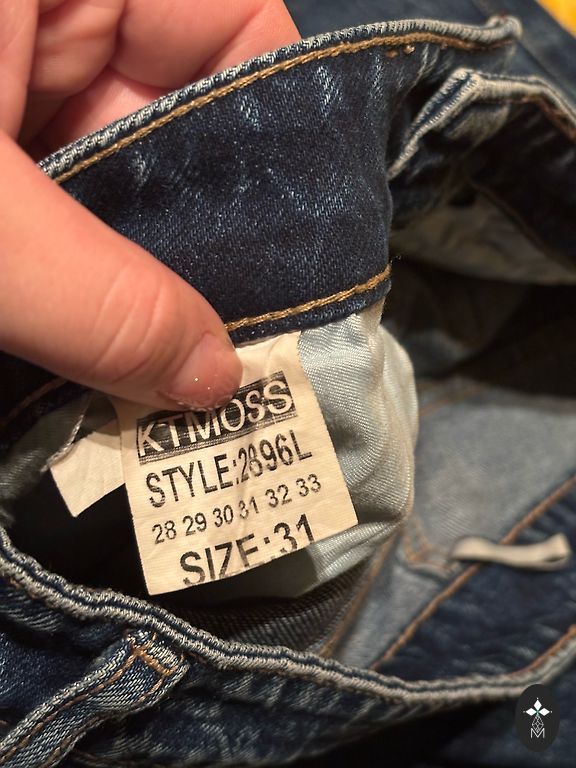 KTMOSS
STYLE:2896L
28 29 30 31 32 33
SIZE:31
M